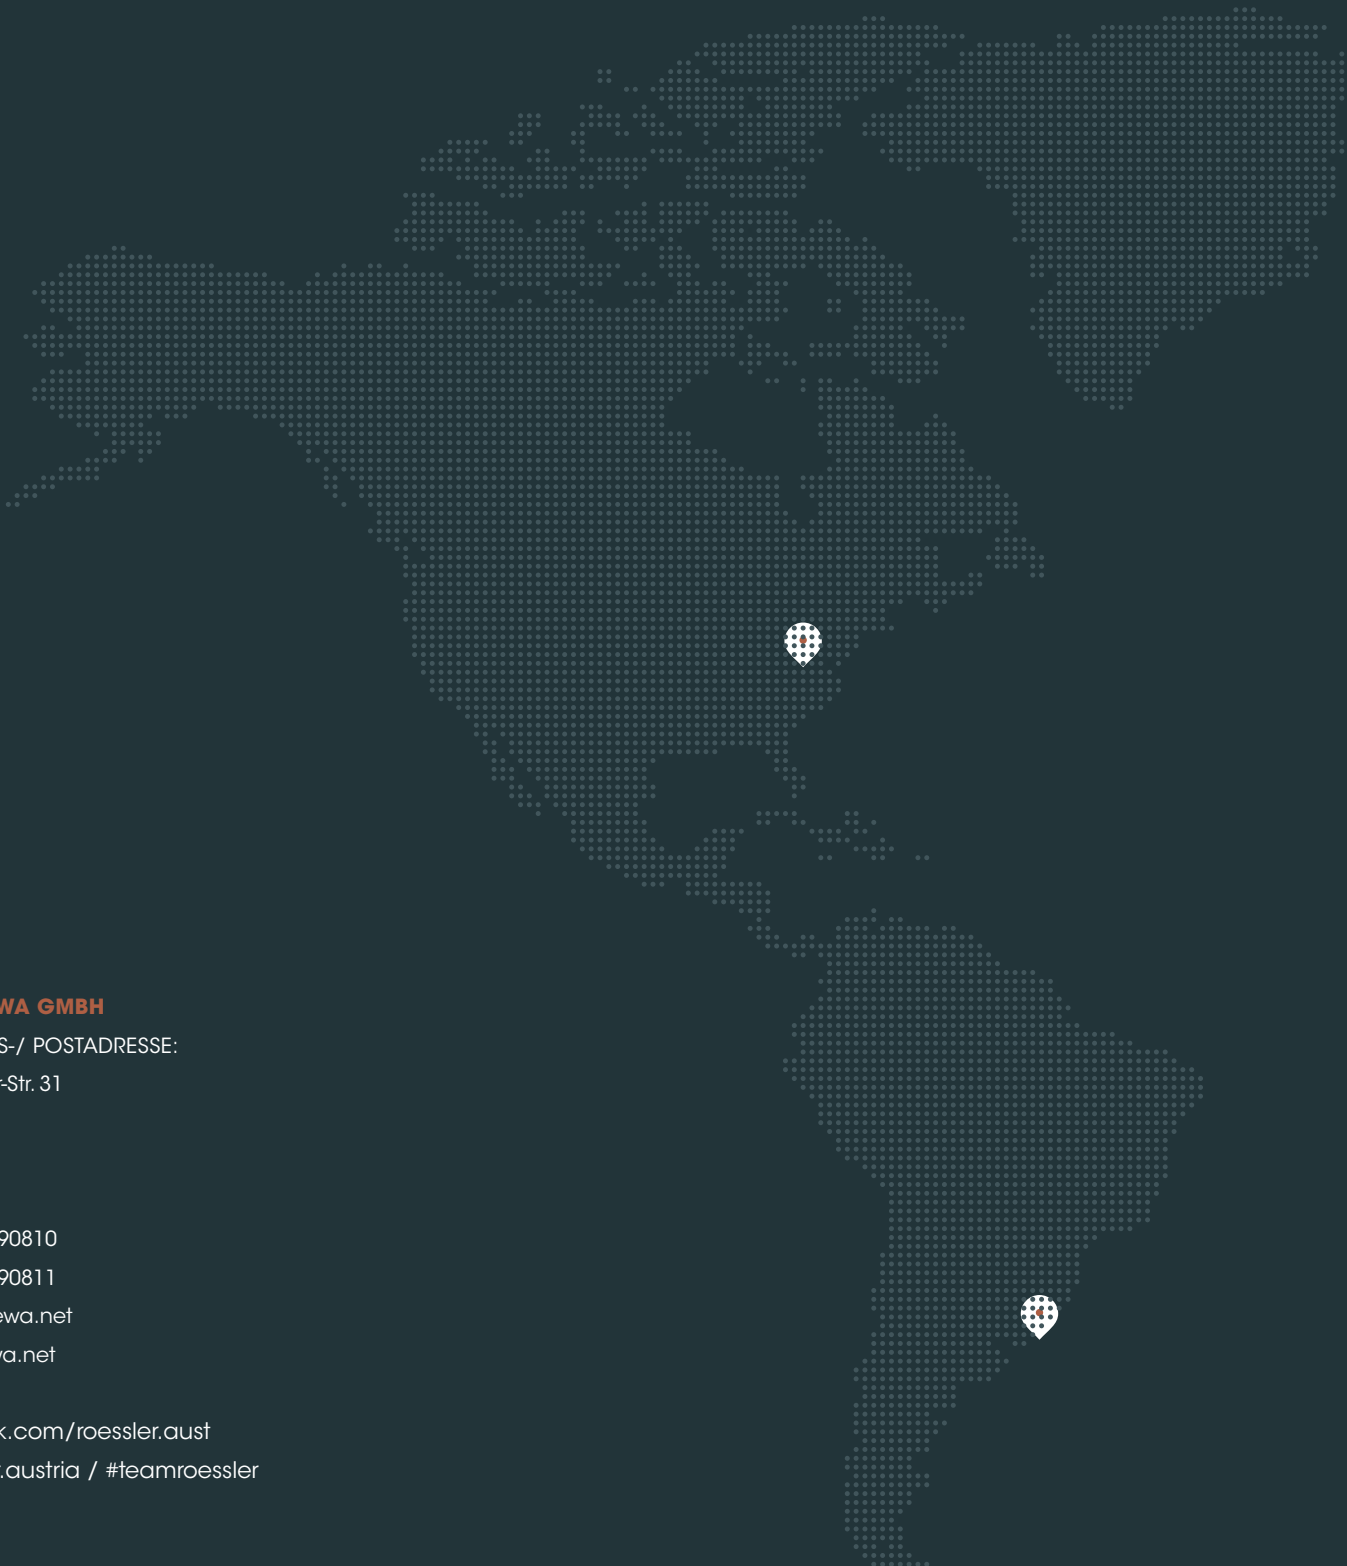 WA GMBH
S-/ POSTADRESSE:
r-Str. 31
90810
90811
ewa.net
va.net
k.com/roessler.aust
r.austria / #teamroessler